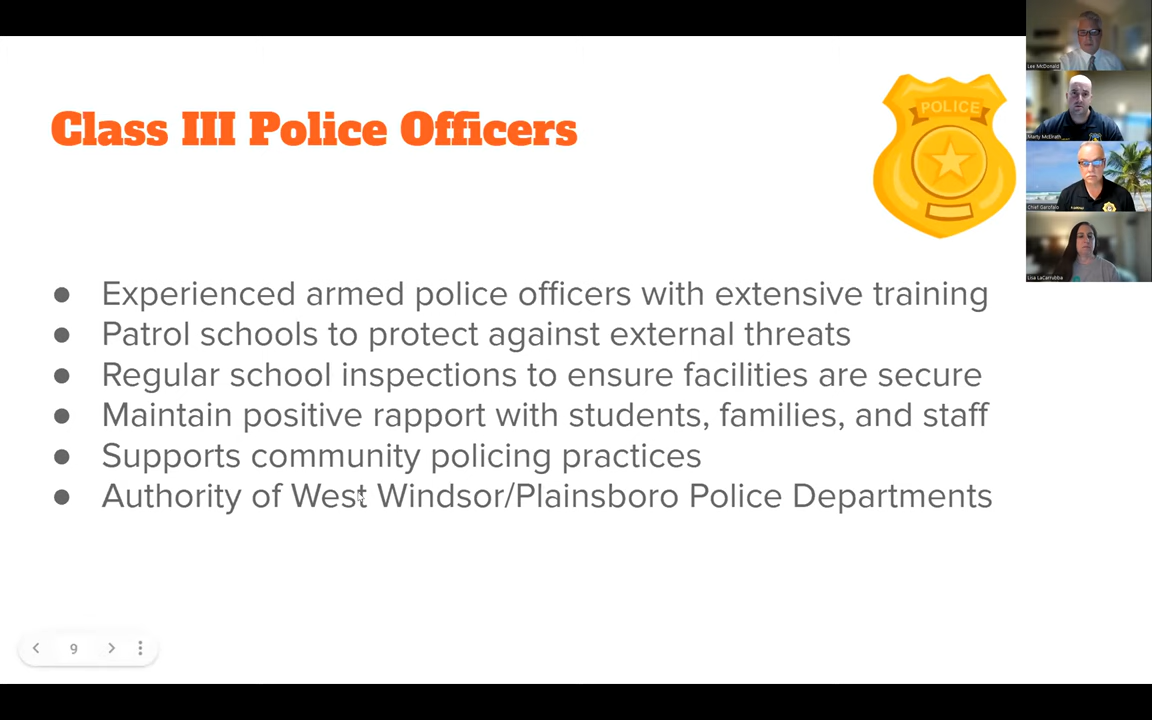 Class III Police Officers
POLICE
● Experienced armed police officers with extensive training
● Patrol schools to protect against external threats
● Regular school inspections to ensure facilities are secure
● Maintain positive rapport with students, families, and staff
● Supports community policing practices
● Authority of West Windsor/Plainsboro Police Departments
9
Lee McDonald
Marty McElrath
Chief Garofalo
Lisa LaCarrubba